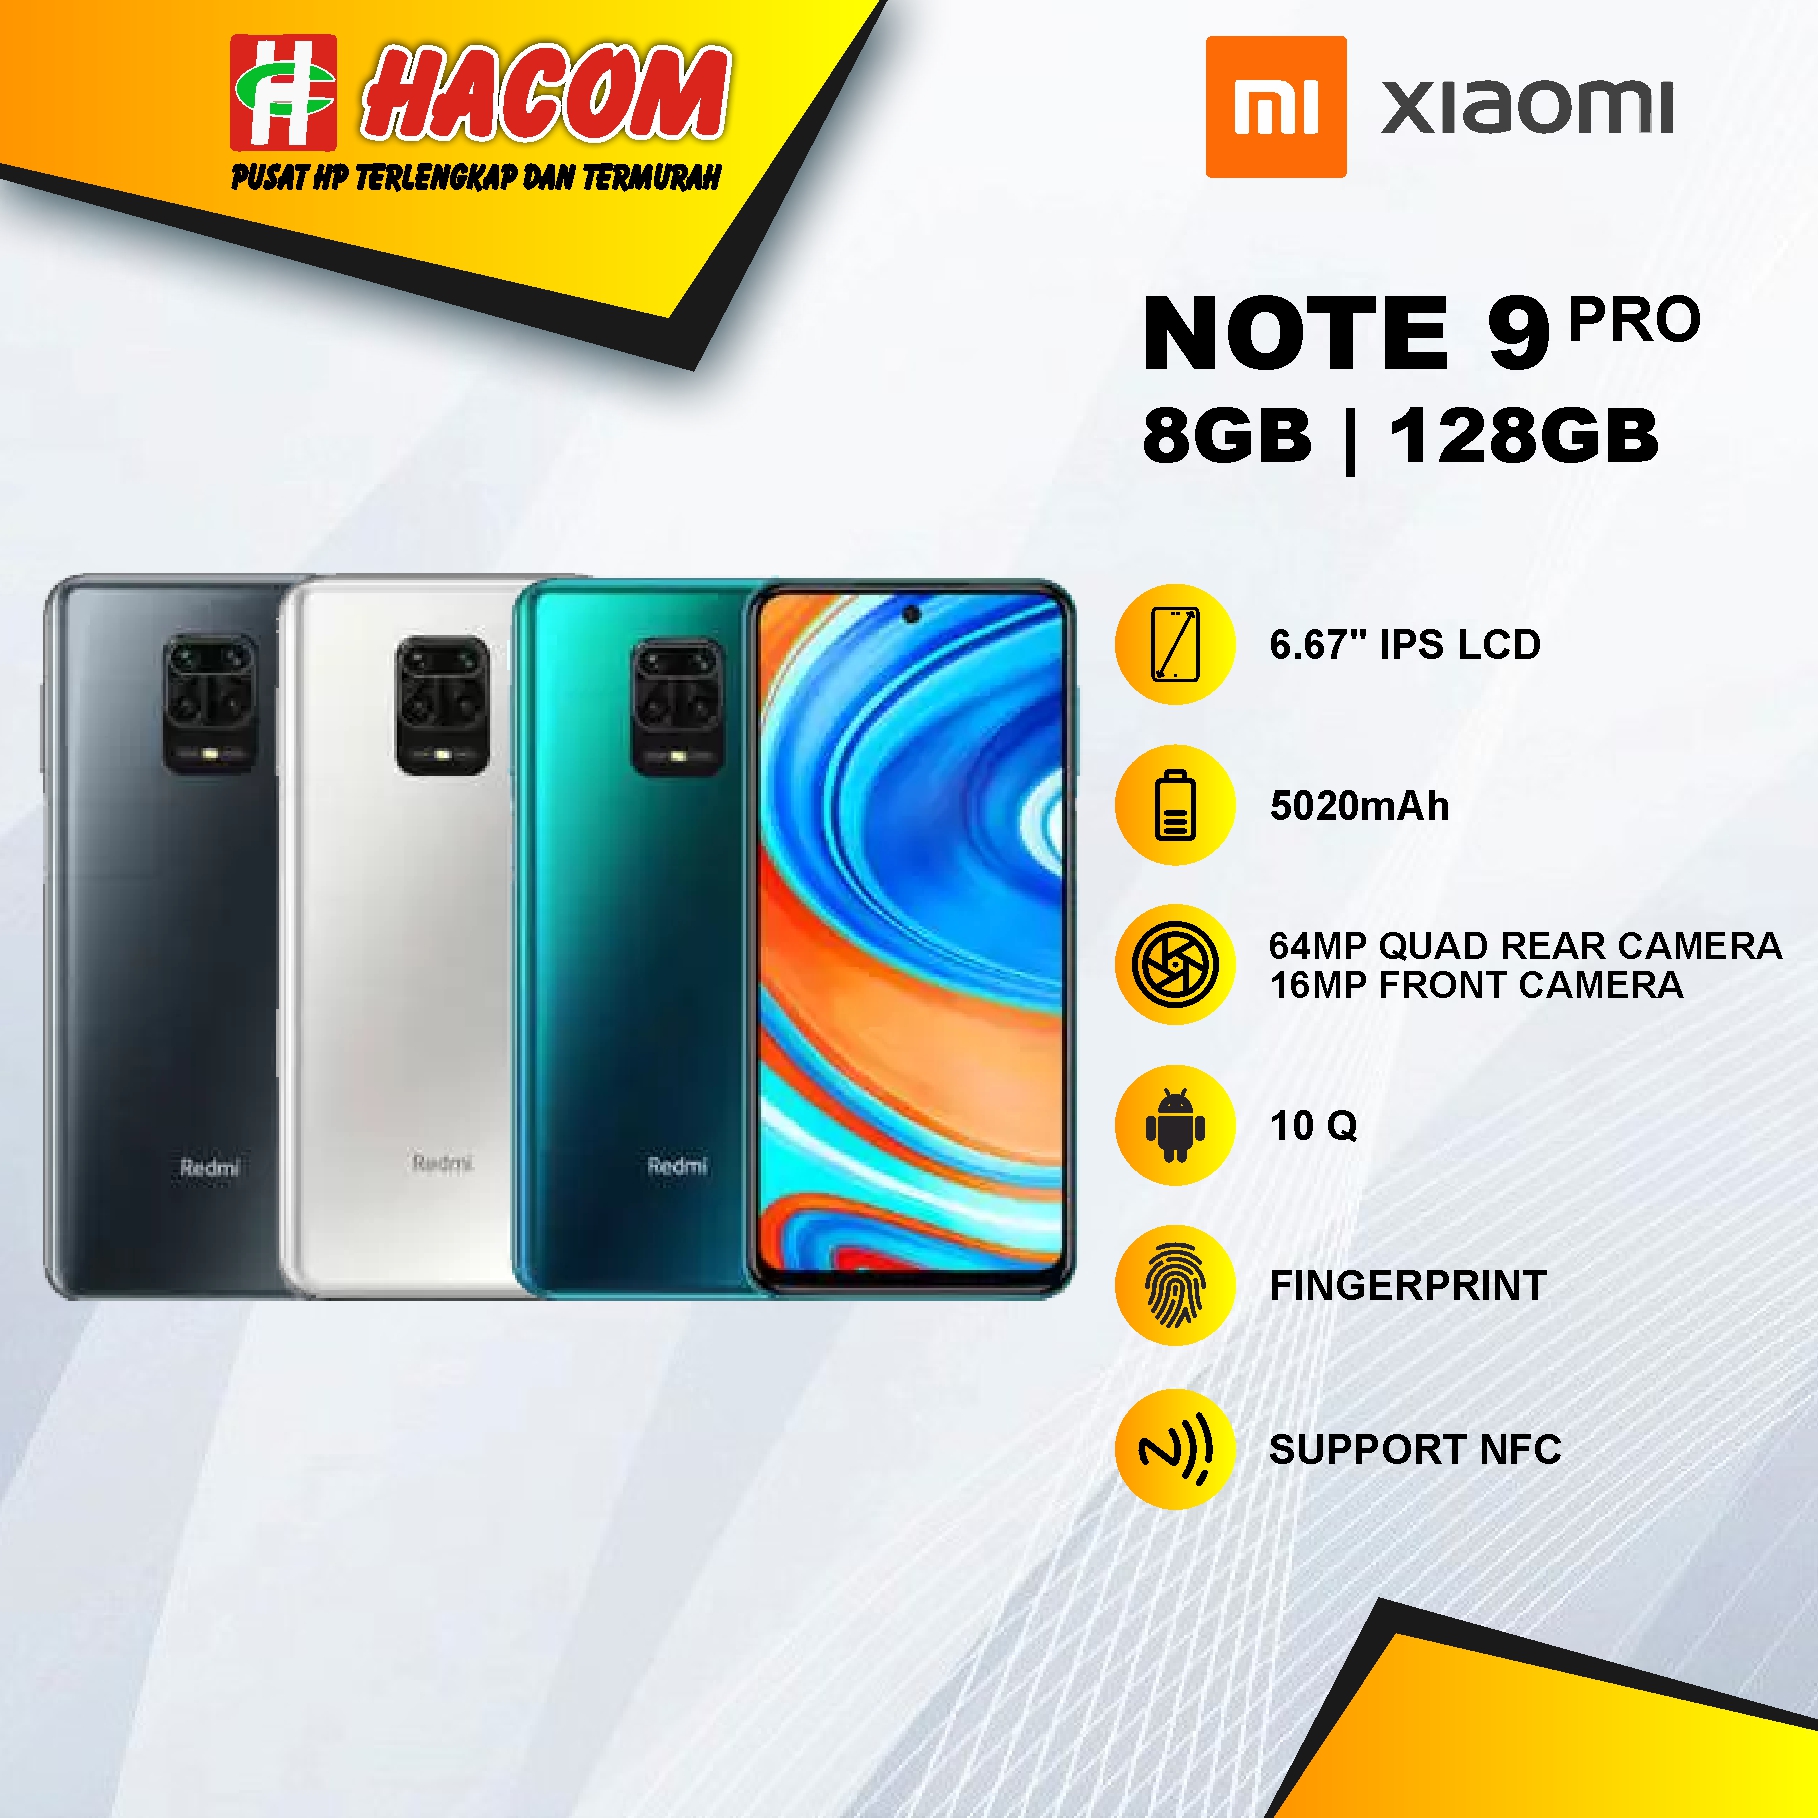 HACOM
PUSAT HP TERLENGKAP DAN TERMURAH
mi xiaomi
NOTE 9 PRO
8GB | 128GB
6.67" IPS LCD
5020mAh
64MP QUAD REAR CAMERA
16MP FRONT CAMERA
10 Q
FINGERPRINT
SUPPORT NFC
Redmi
Redmi
Redmi